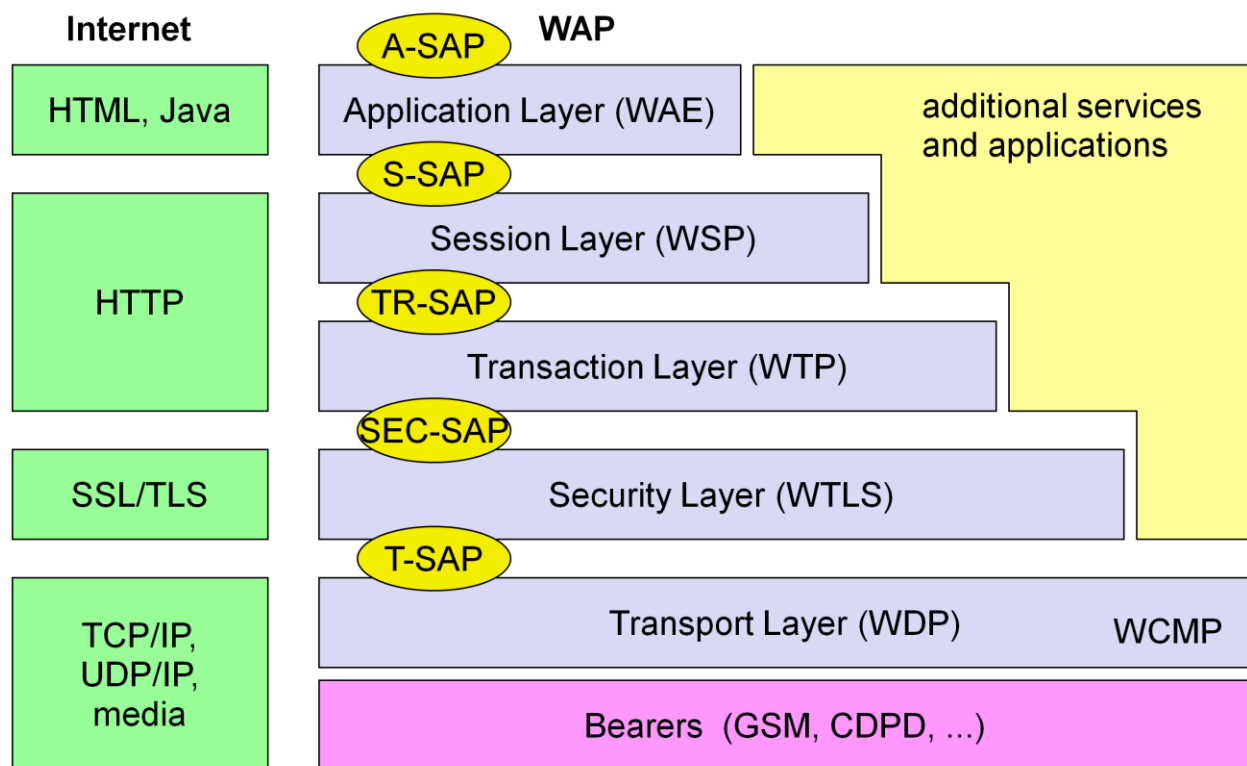 Internet
WAP
A-SAP
HTML, Java
Application Layer (WAE)
additional services
and applications
S-SAP
HTTP
Session Layer (WSP)
TR-SAP
Transaction Layer (WTP)
SEC-SAP
SSL/TLS
Security Layer (WTLS)
T-SAP
TCP/IP,
UDP/IP,
media
Transport Layer (WDP)
WCMP
Bearers (GSM, CDPD, ...)